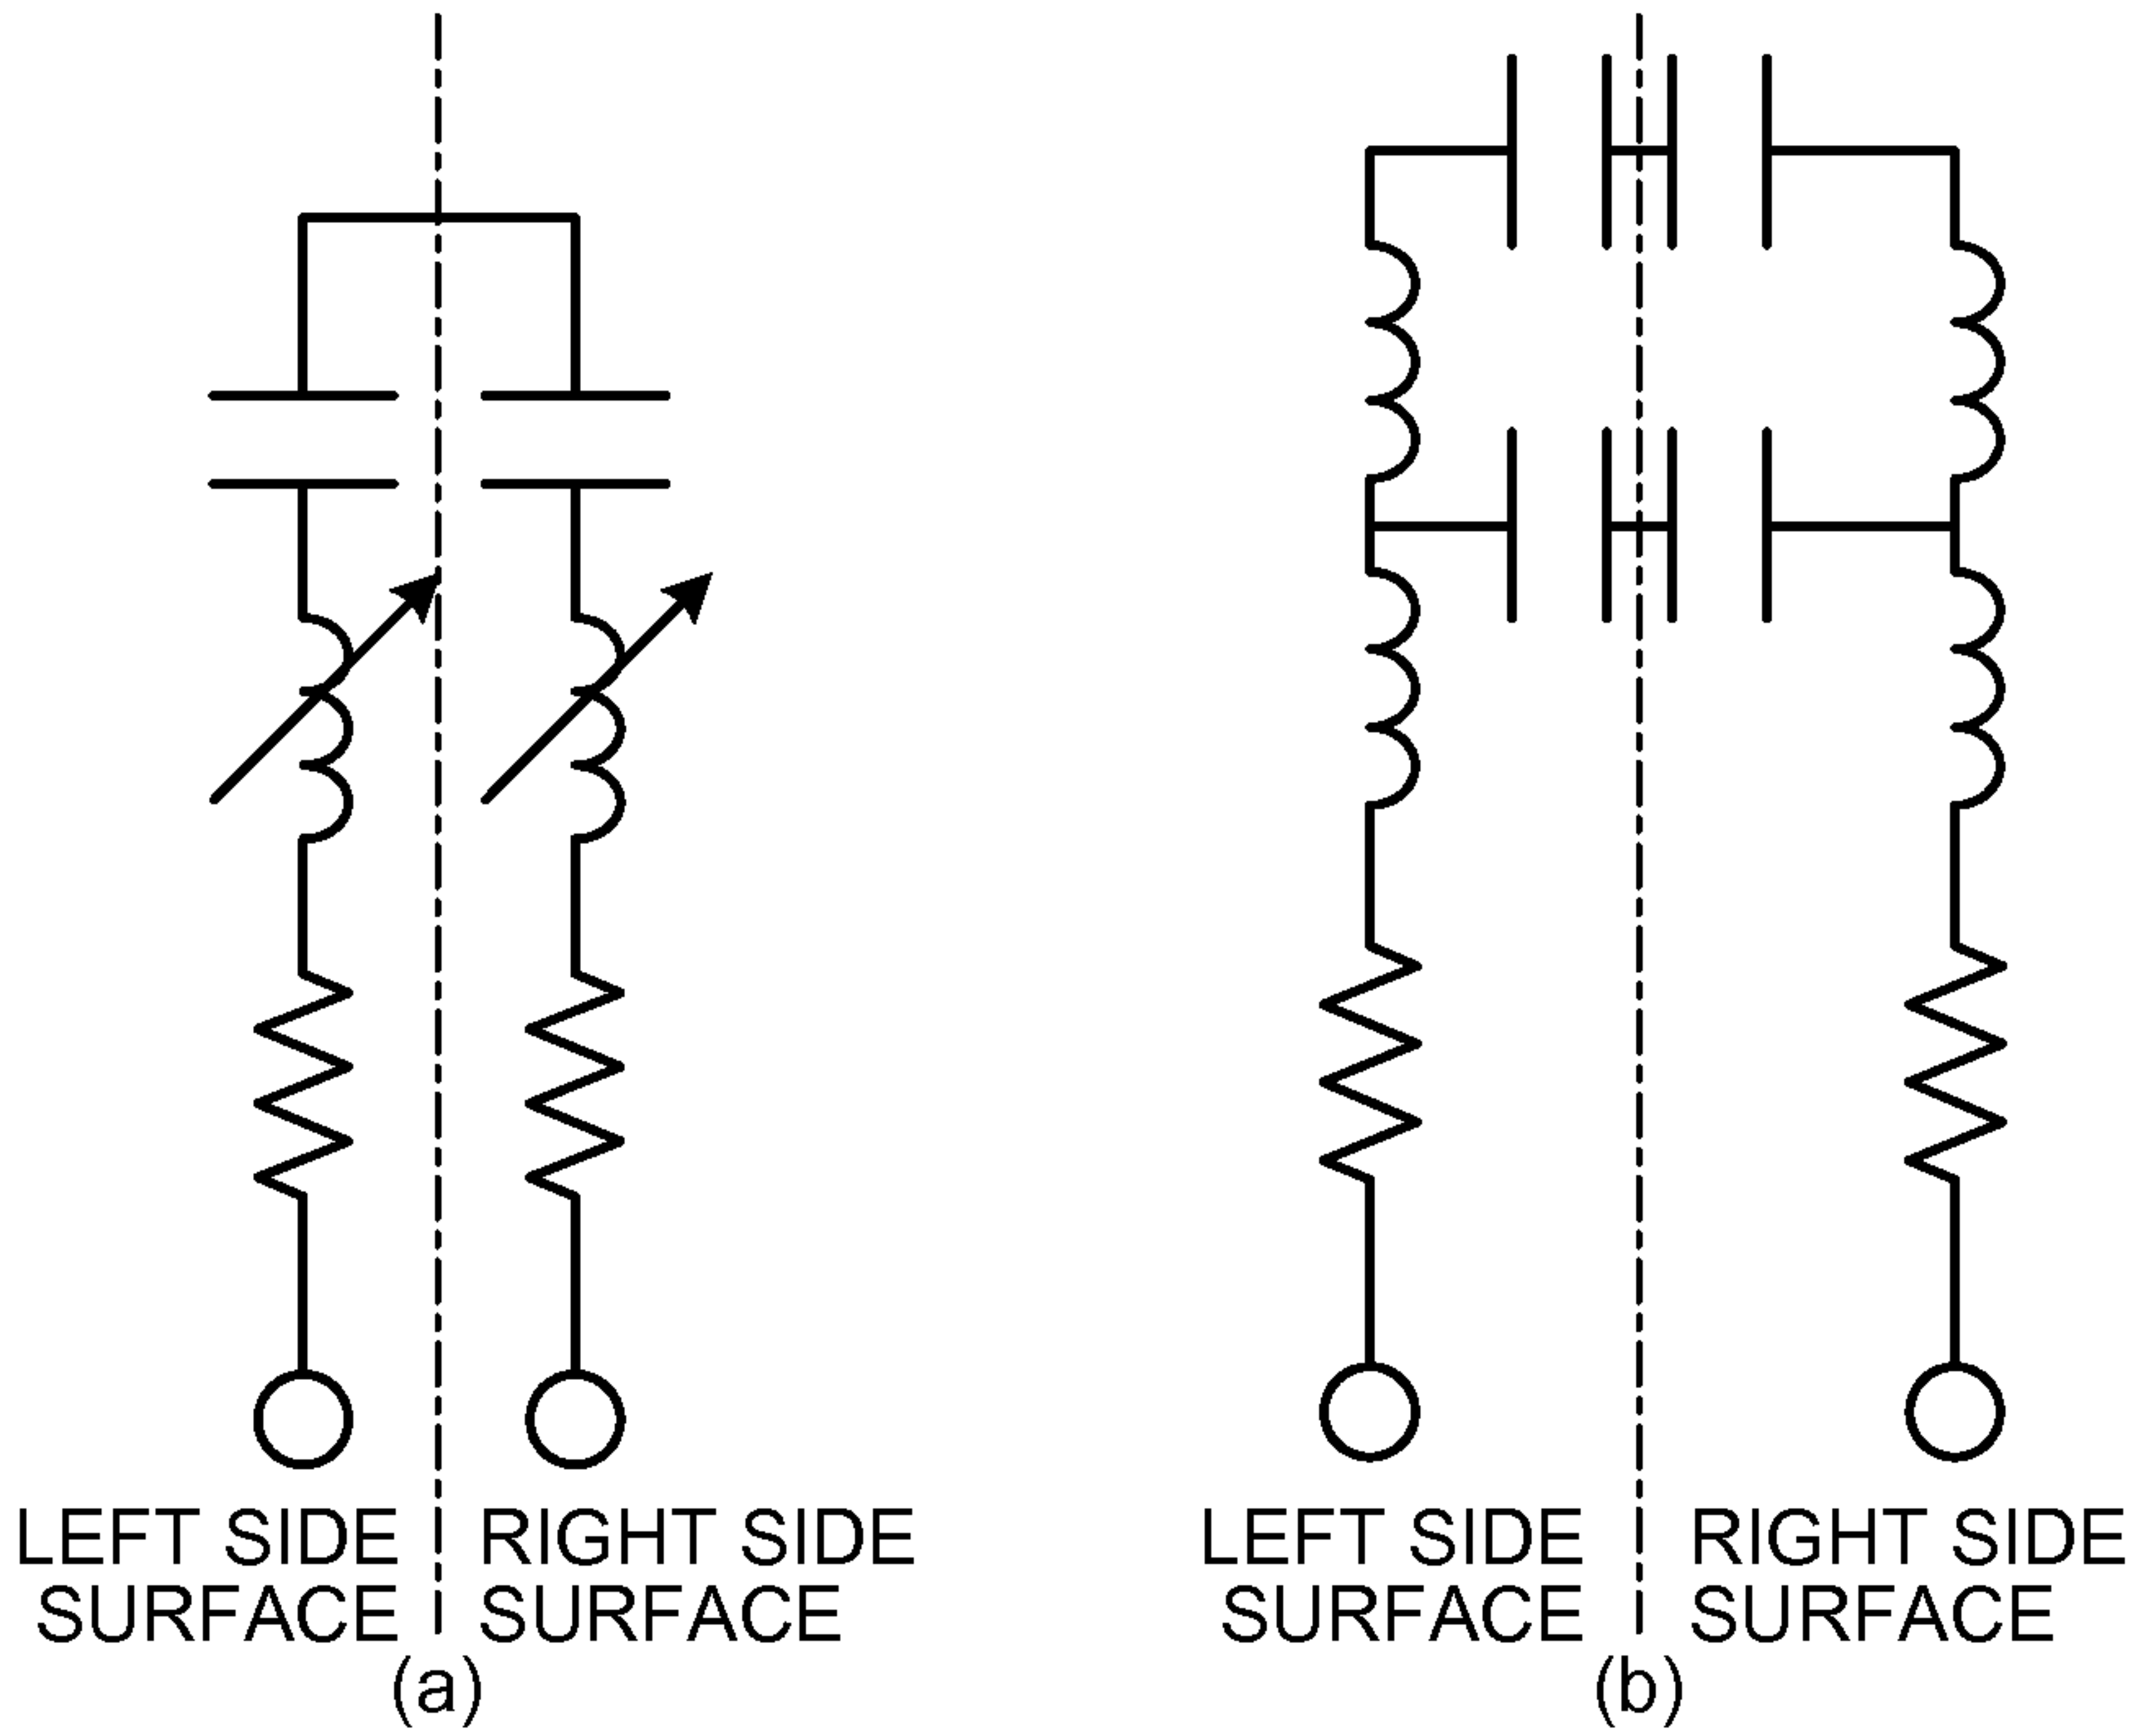 LEFT SIDE
SURFACE
RIGHT SIDE
SURFACE
(a)
LEFT SIDE
SURFACE
RIGHT SIDE
SURFACE
(b)